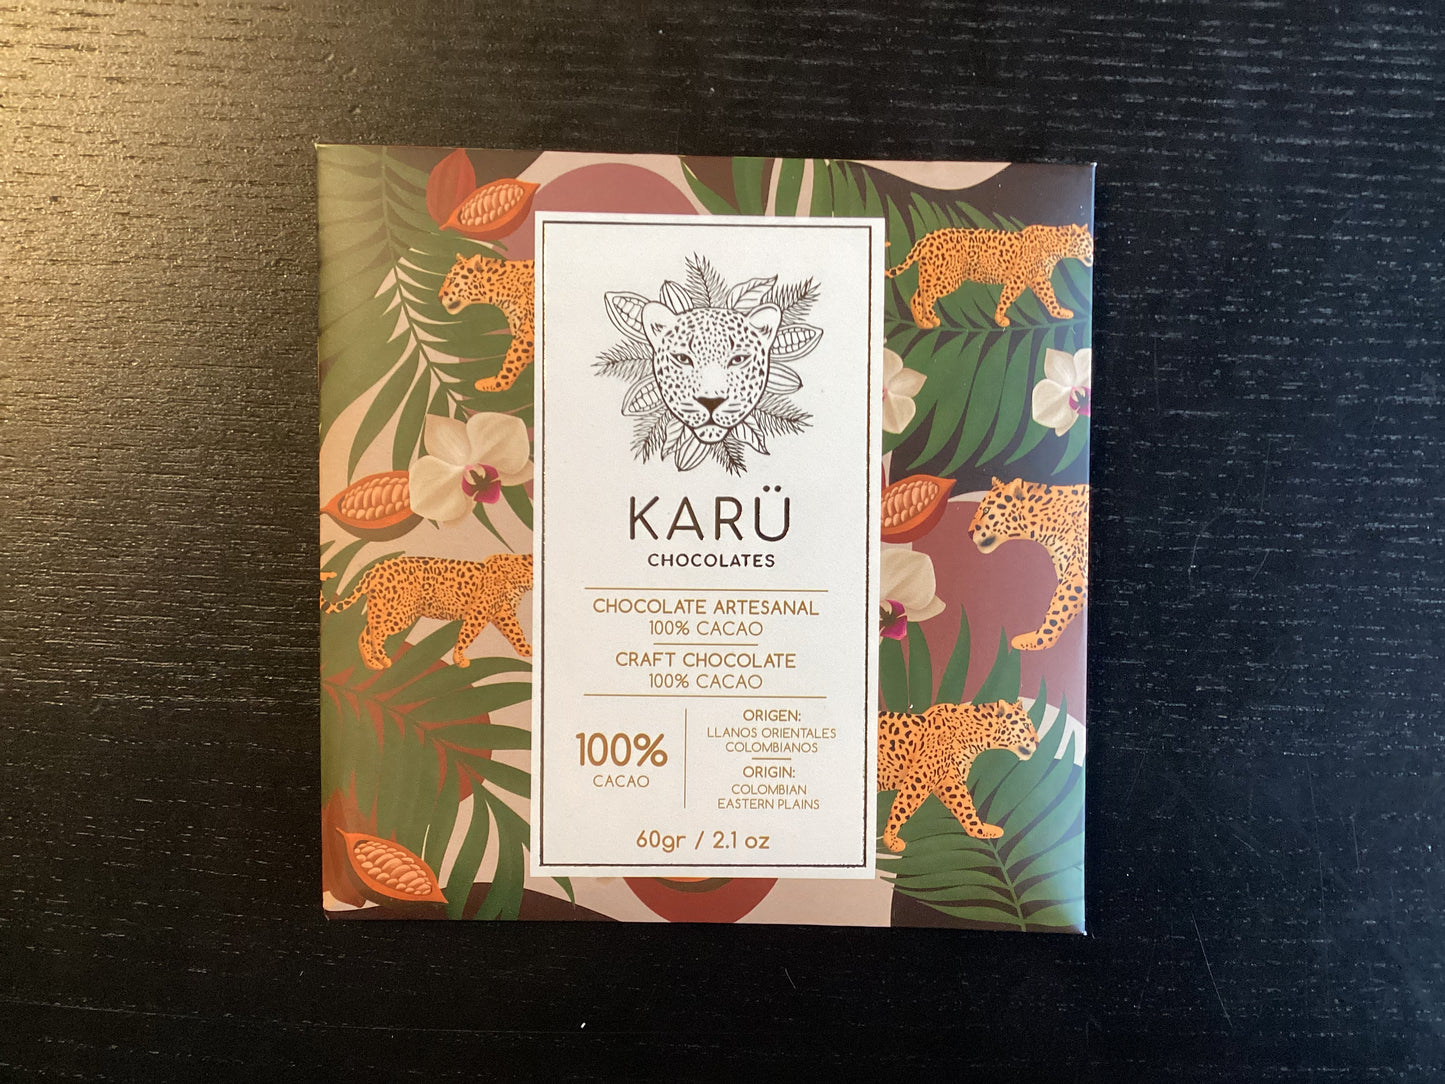 KARÜ
CHOCOLATES
CHOCOLATE ARTESANAL
100% CACAO
CRAFT CHOCOLATE
100% CACAO
100%
CACAO
ORIGEN:
LLANOS ORIENTALES
COLOMBIANOS
ORIGIN:
COLOMBIAN
EASTERN PLAINS
60gr / 2.1 oz